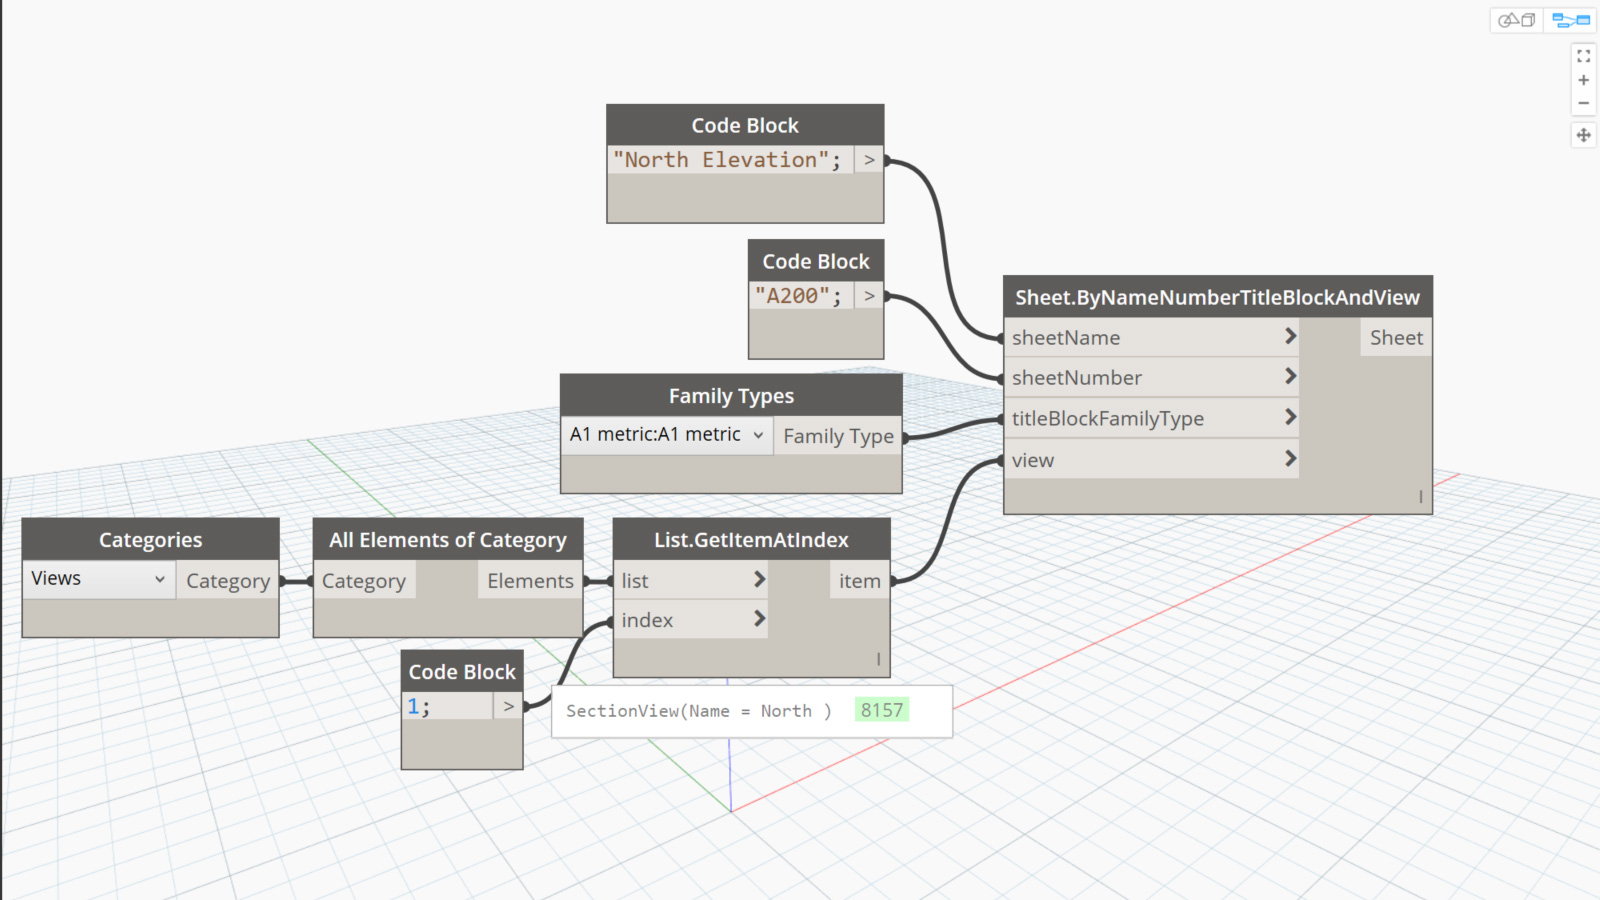 Code Block
"North Elevation"; >
Code Block
"A200"; >
Sheet.ByNameNumberTitleBlockAndView
sheetName Sheet
sheetNumber
titleBlockFamilyType
view
Family Types
A1 metric:A1 metric Family Type
Categories
Views Category
All Elements of Category
Category Elements
List.GetItemAtIndex
list item
index
Code Block
1; >
SectionView(Name = North ) 8157